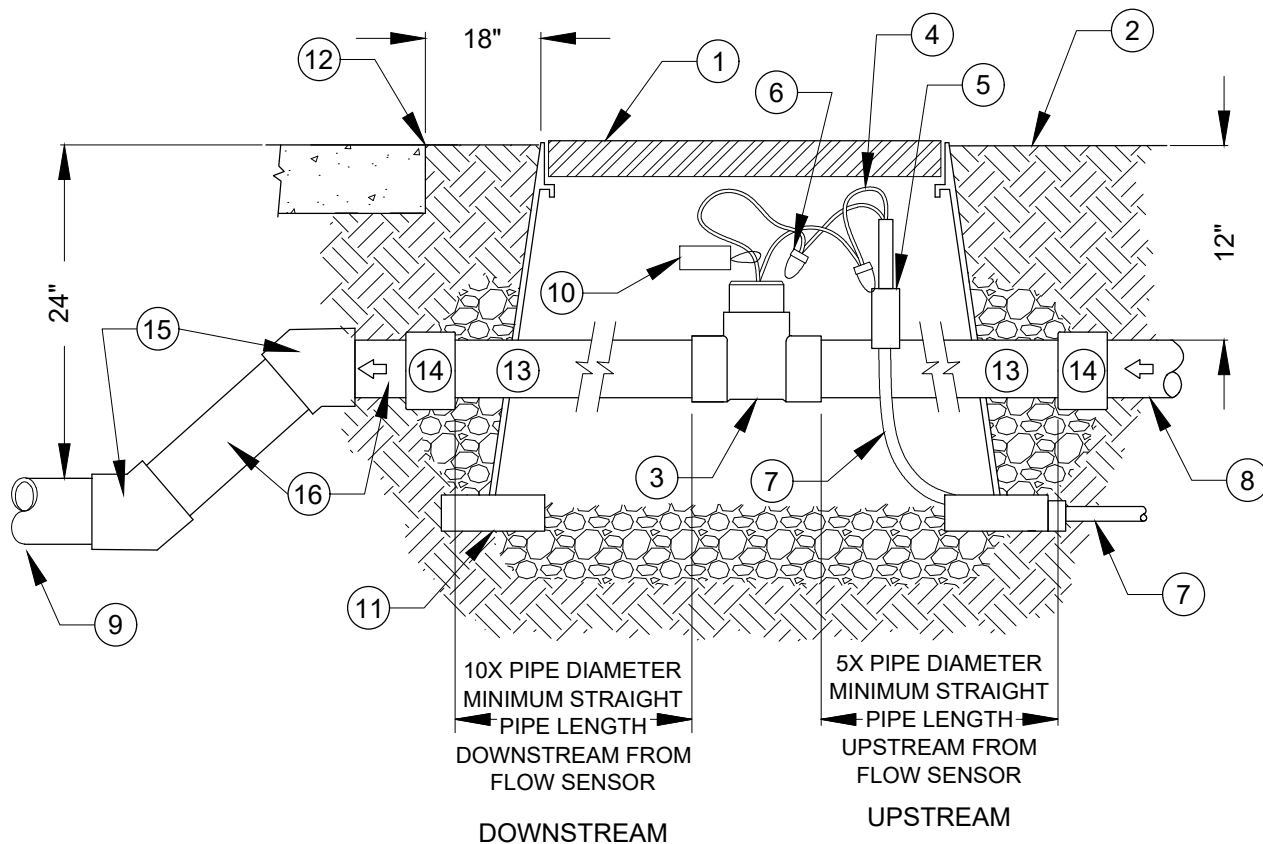 18"
4
2
12
1
6
5
24"
12"
10
15
14
13
13
14
16
3
7
8
11
7
9
10X PIPE DIAMETER
MINIMUM STRAIGHT
PIPE LENGTH
DOWNSTREAM FROM
FLOW SENSOR
DOWNSTREAM
5X PIPE DIAMETER
MINIMUM STRAIGHT
PIPE LENGTH
UPSTREAM FROM
FLOW SENSOR
UPSTREAM